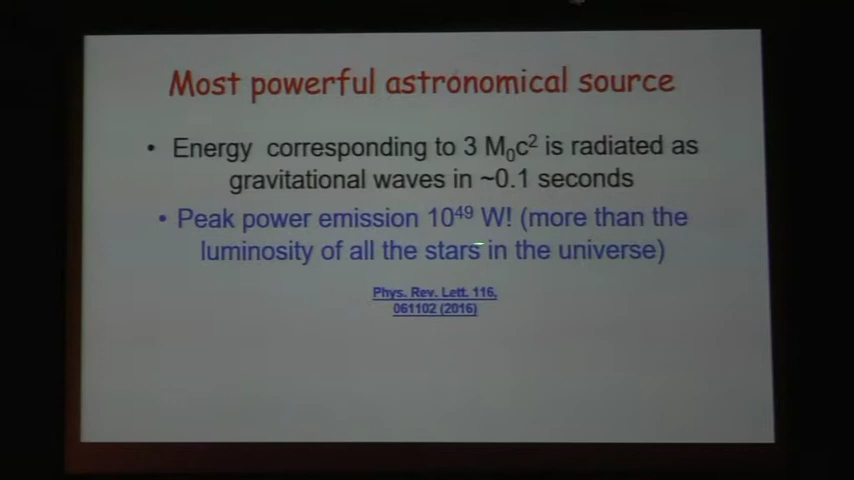 Most powerful astronomical source
• Energy corresponding to 3 M₀c² is radiated as
gravitational waves in ~0.1 seconds
• Peak power emission 10⁴⁹ W! (more than the
luminosity of all the stars in the universe)
Phys. Rev. Lett. 116,
061102 (2016)